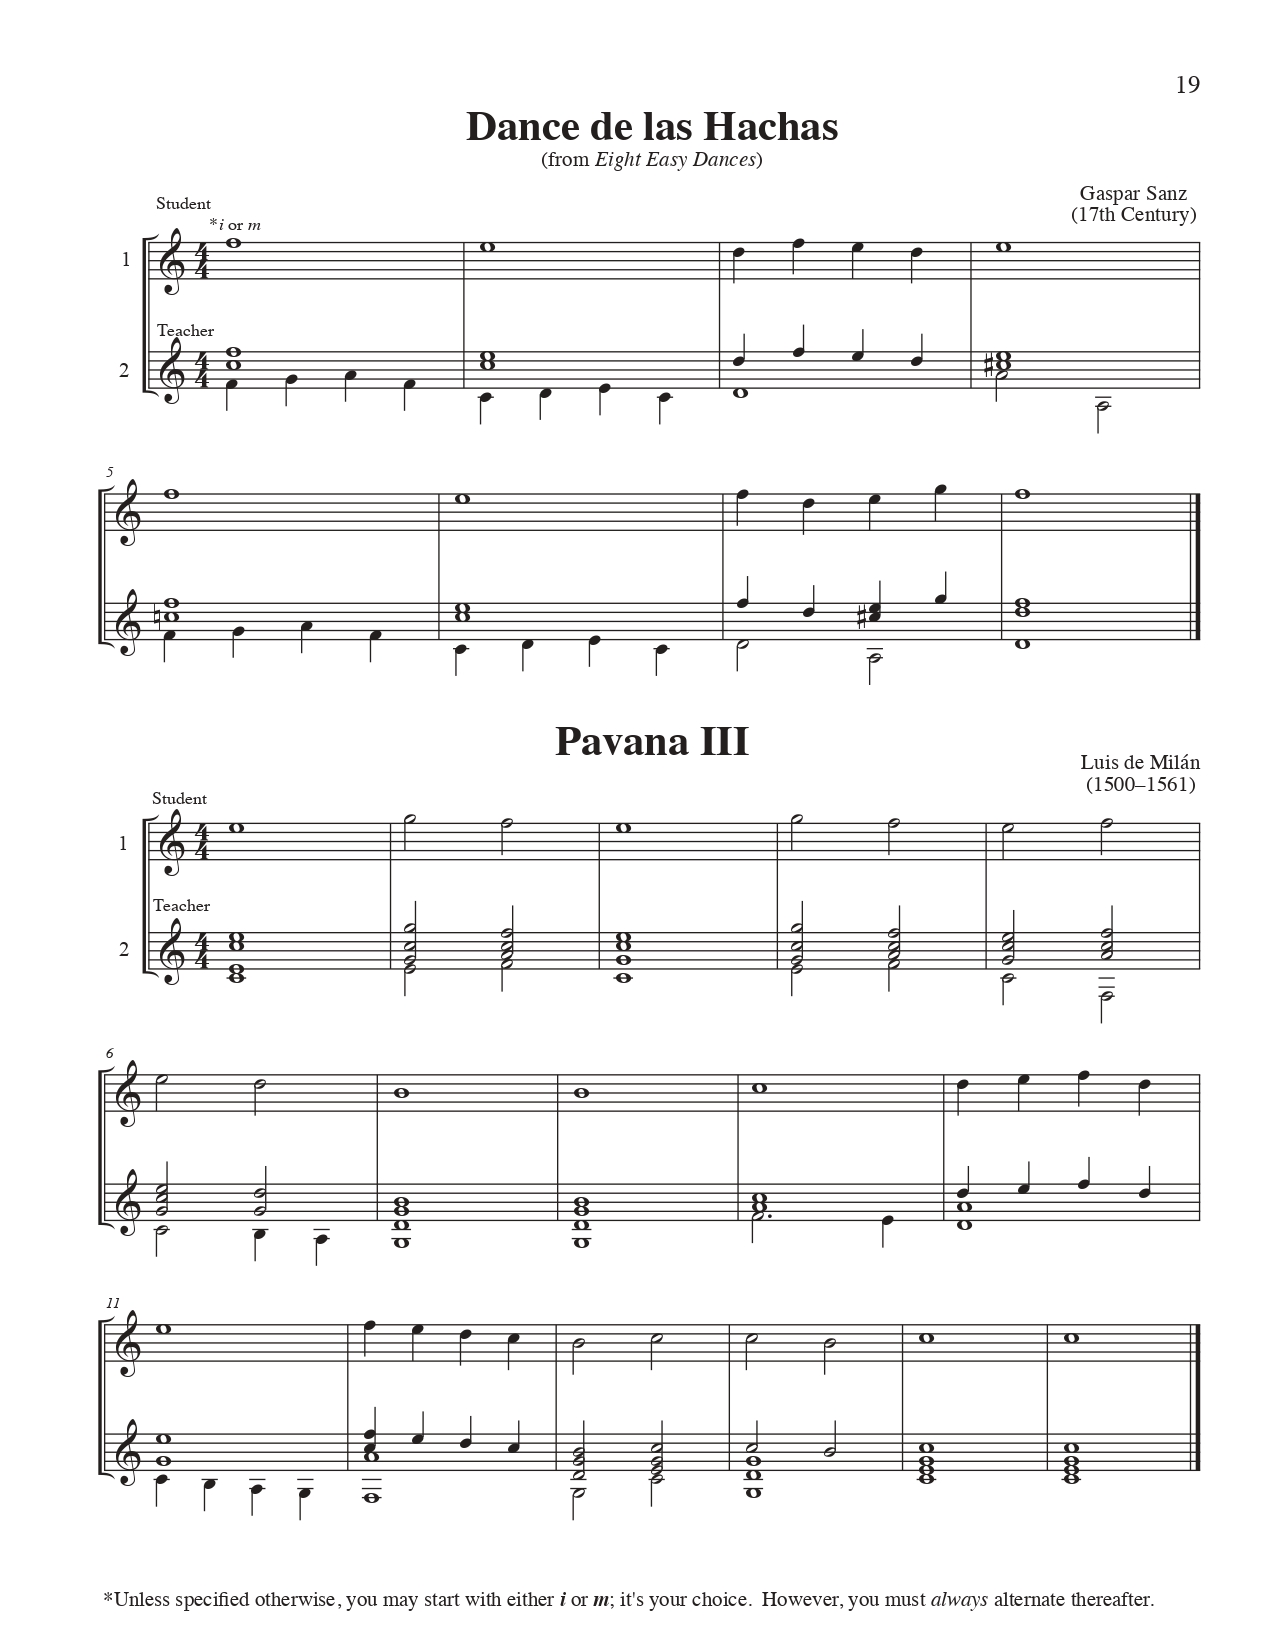 19
Dance de las Hachas
(from Eight Easy Dances)
Gaspar Sanz
(17th Century)
Student
*i or m
1
Teacher
2
5
Pavana III
Luis de Milán
(1500–1561)
Student
1
Teacher
2
6
11
*Unless specified otherwise, you may start with either i or m; it's your choice. However, you must always alternate thereafter.